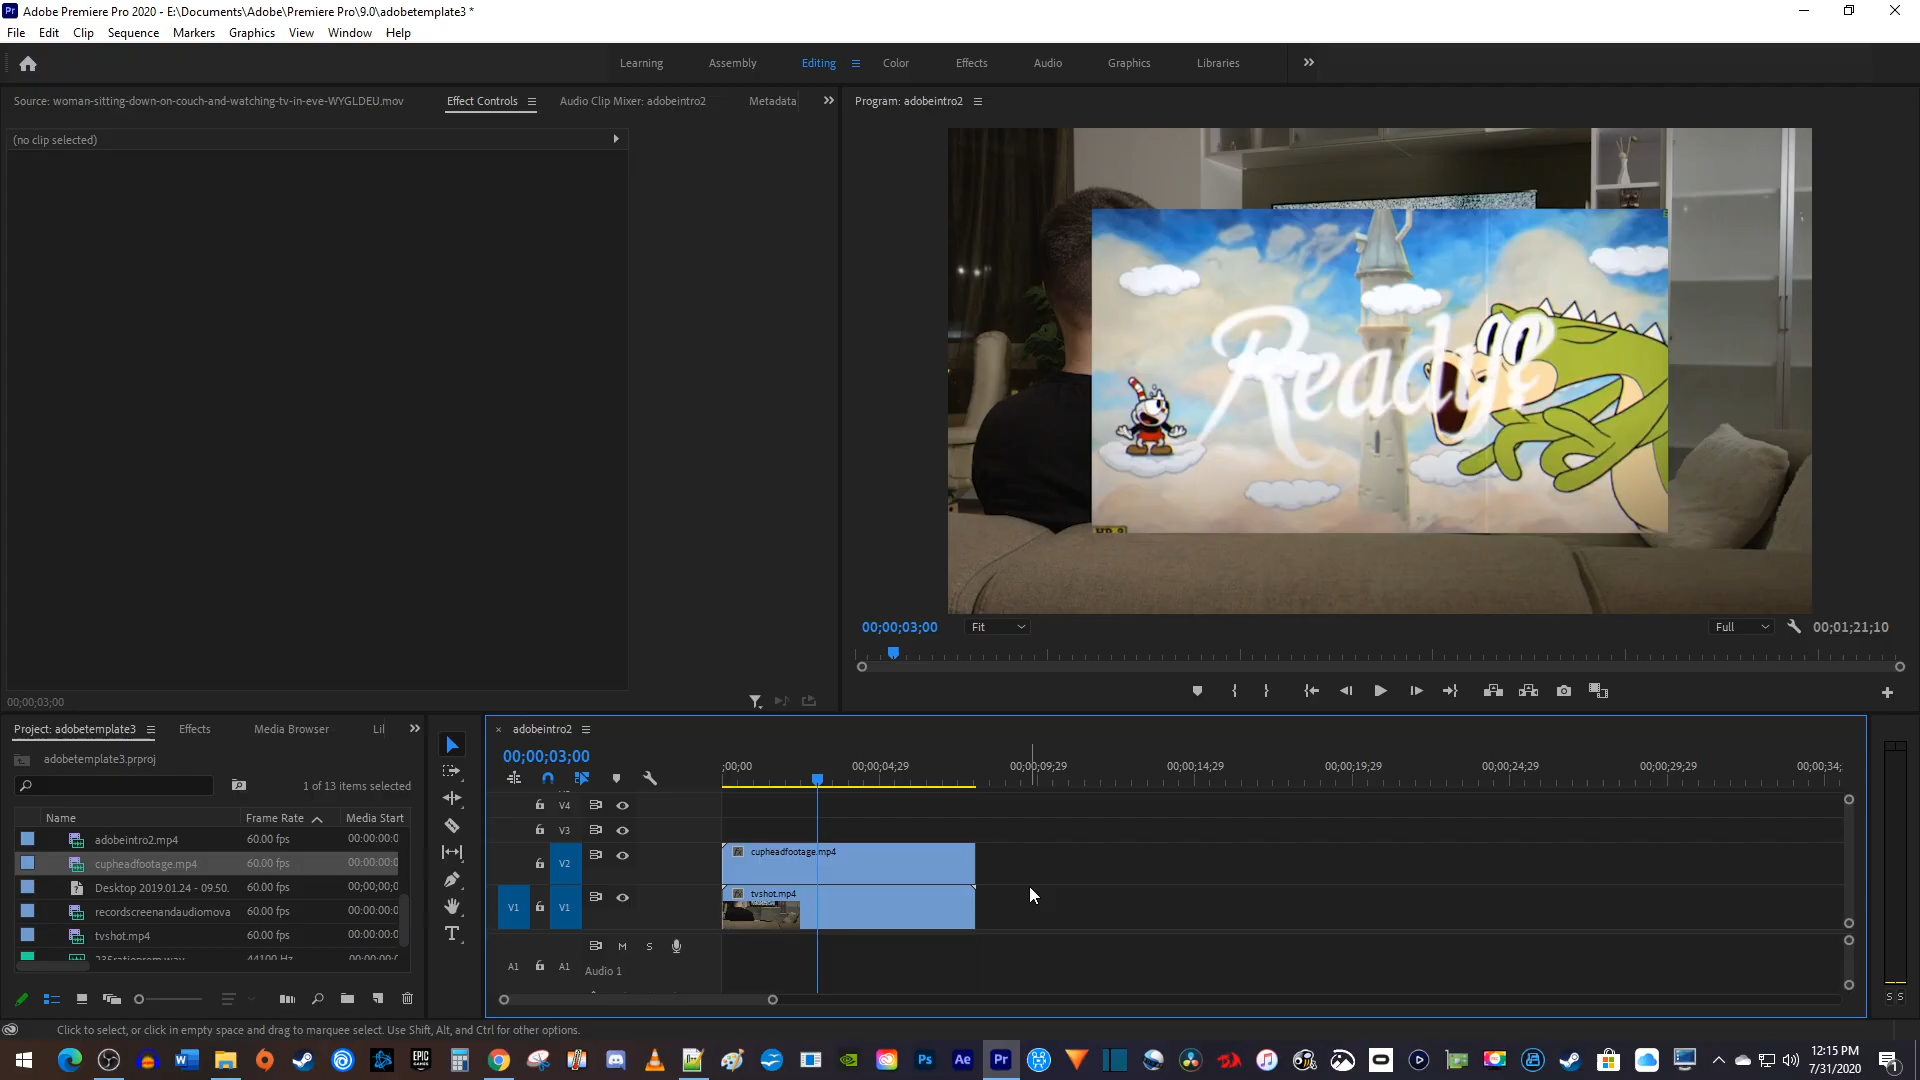 Adobe Premiere Pro 2020 - E:\Documents\Adobe\Premiere Pro\9.0\adobetemplate3 *
File Edit Clip Sequence Markers Graphics View Window Help
Learning Assembly Editing Color Effects Audio Graphics Libraries
Source: woman-sitting-down-on-couch-and-watching-tv-in-eve-WYGLDEU.mov Effect Controls Audio Clip Mixer: adobeintro2 Metadata
(no clip selected)
00;00;03;00
Program: adobeintro2
Ready?
00;00;03;00 Fit Full 00;01;21;10
Project: adobetemplate3 Effects Media Browser Lil
adobetemplate3.prproj
1 of 13 items selected
Name Frame Rate Media Start
adobeintro2.mp4 60.00 fps 00:00:00:0
cupheadfootage.mp4 60.00 fps 00:00:00:0
Desktop 2019.01.24 - 09.50. 60.00 fps 00;00;00;0
recordscreenandaudiomova 60.00 fps 00:00:00:0
tvshot.mp4 60.00 fps 00:00:00:0
44100 Hz
adobeintro2
00;00;03;00
;00;00 00;00;04;29 00;00;09;29 00;00;14;29 00;00;19;29 00;00;24;29 00;00;29;29 00;00;34;
V4
V3
V2 cupheadfootage.mp4
V1 V1 tvshot.mp4
M S
A1 A1 Audio 1
S S
Click to select, or click in empty space and drag to marquee select. Use Shift, Alt, and Ctrl for other options.
EPIC GAMES Ps Ae Pr
12:15 PM
7/31/2020
1